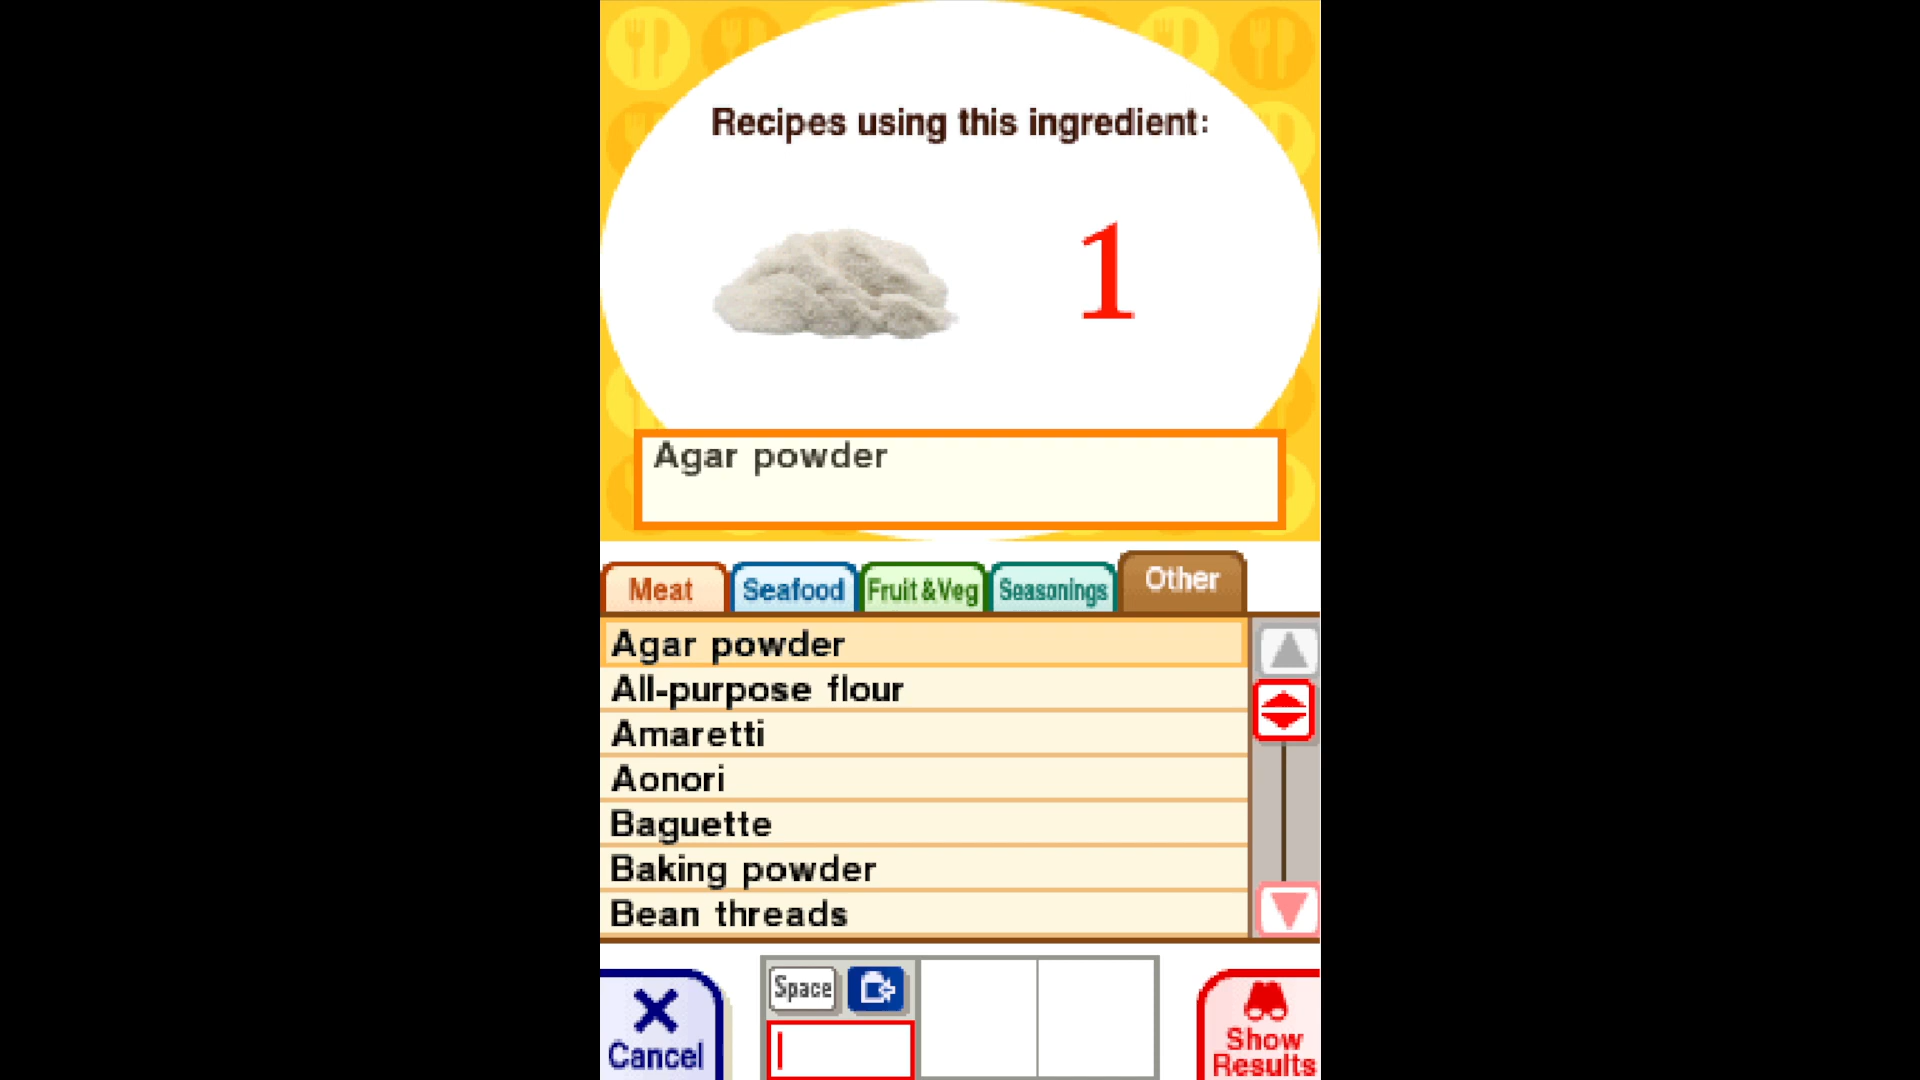 Recipes using this ingredient:
1
Agar powder
Meat Seafood Fruit&Veg Seasonings Other
Agar powder
All-purpose flour
Amaretti
Aonori
Baguette
Baking powder
Bean threads
Space
Cancel
Show
Results